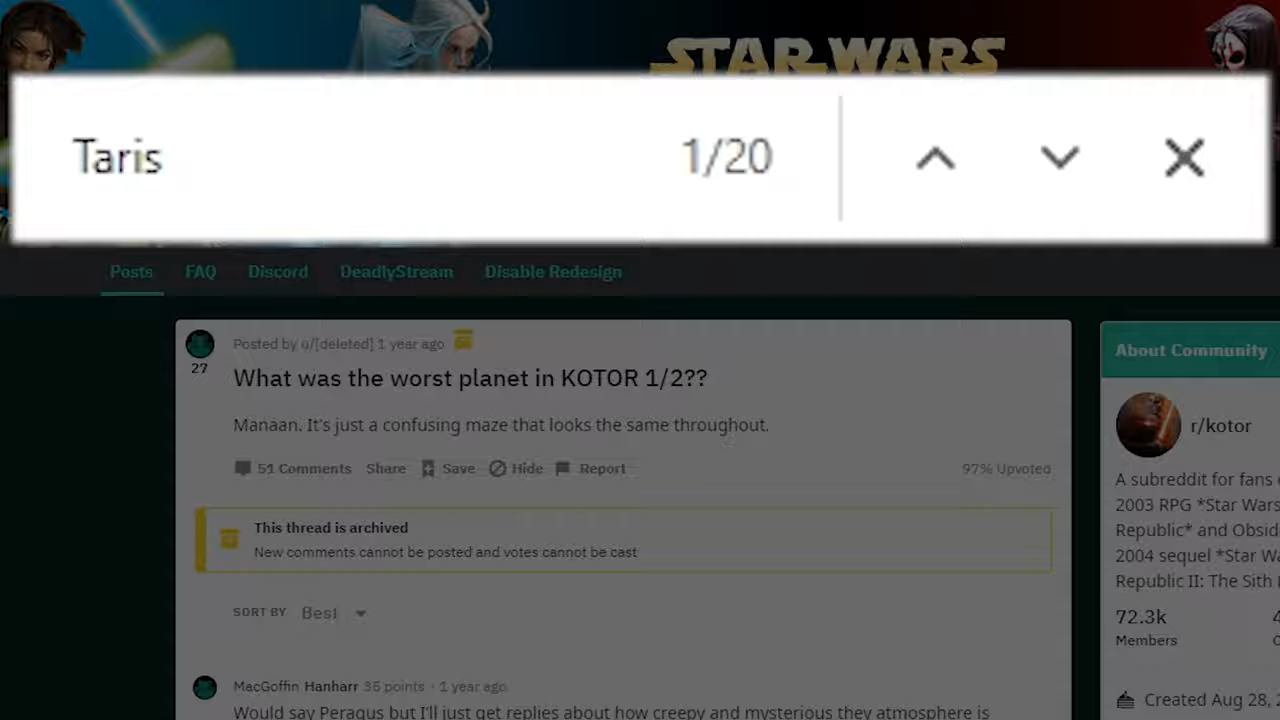 STAR WARS
Taris
1/20
Posts FAQ Discord DeadlyStream Disable Redesign
Posted by u/[deleted] 1 year ago
27
What was the worst planet in KOTOR 1/2??
Manaan. It's just a confusing maze that looks the same throughout.
51 Comments Share Save Hide Report
97% Upvoted
This thread is archived
New comments cannot be posted and votes cannot be cast
SORT BY Best
MacGoffin Hanharr 35 points · 1 year ago
Would say Peragus but I'll just get replies about how creepy and mysterious they atmosphere is
About Community
r/kotor
A subreddit for fans
2003 RPG *Star Wars
Republic* and Obsid
2004 sequel *Star Wa
Republic II: The Sith
72.3k
Members
Created Aug 28,